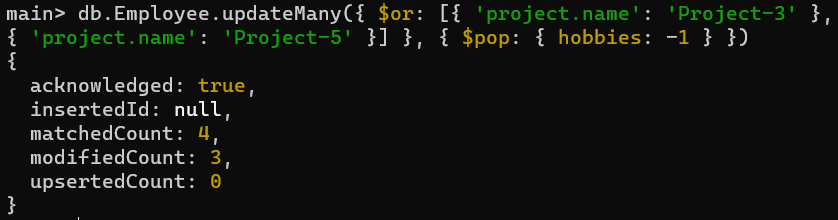 main> db.Employee.updateMany({ $or: [{ 'project.name': 'Project-3' },
{ 'project.name': 'Project-5' }] }, { $pop: { hobbies: -1 } })
{
  acknowledged: true,
  insertedId: null,
  matchedCount: 4,
  modifiedCount: 3,
  upsertedCount: 0
}